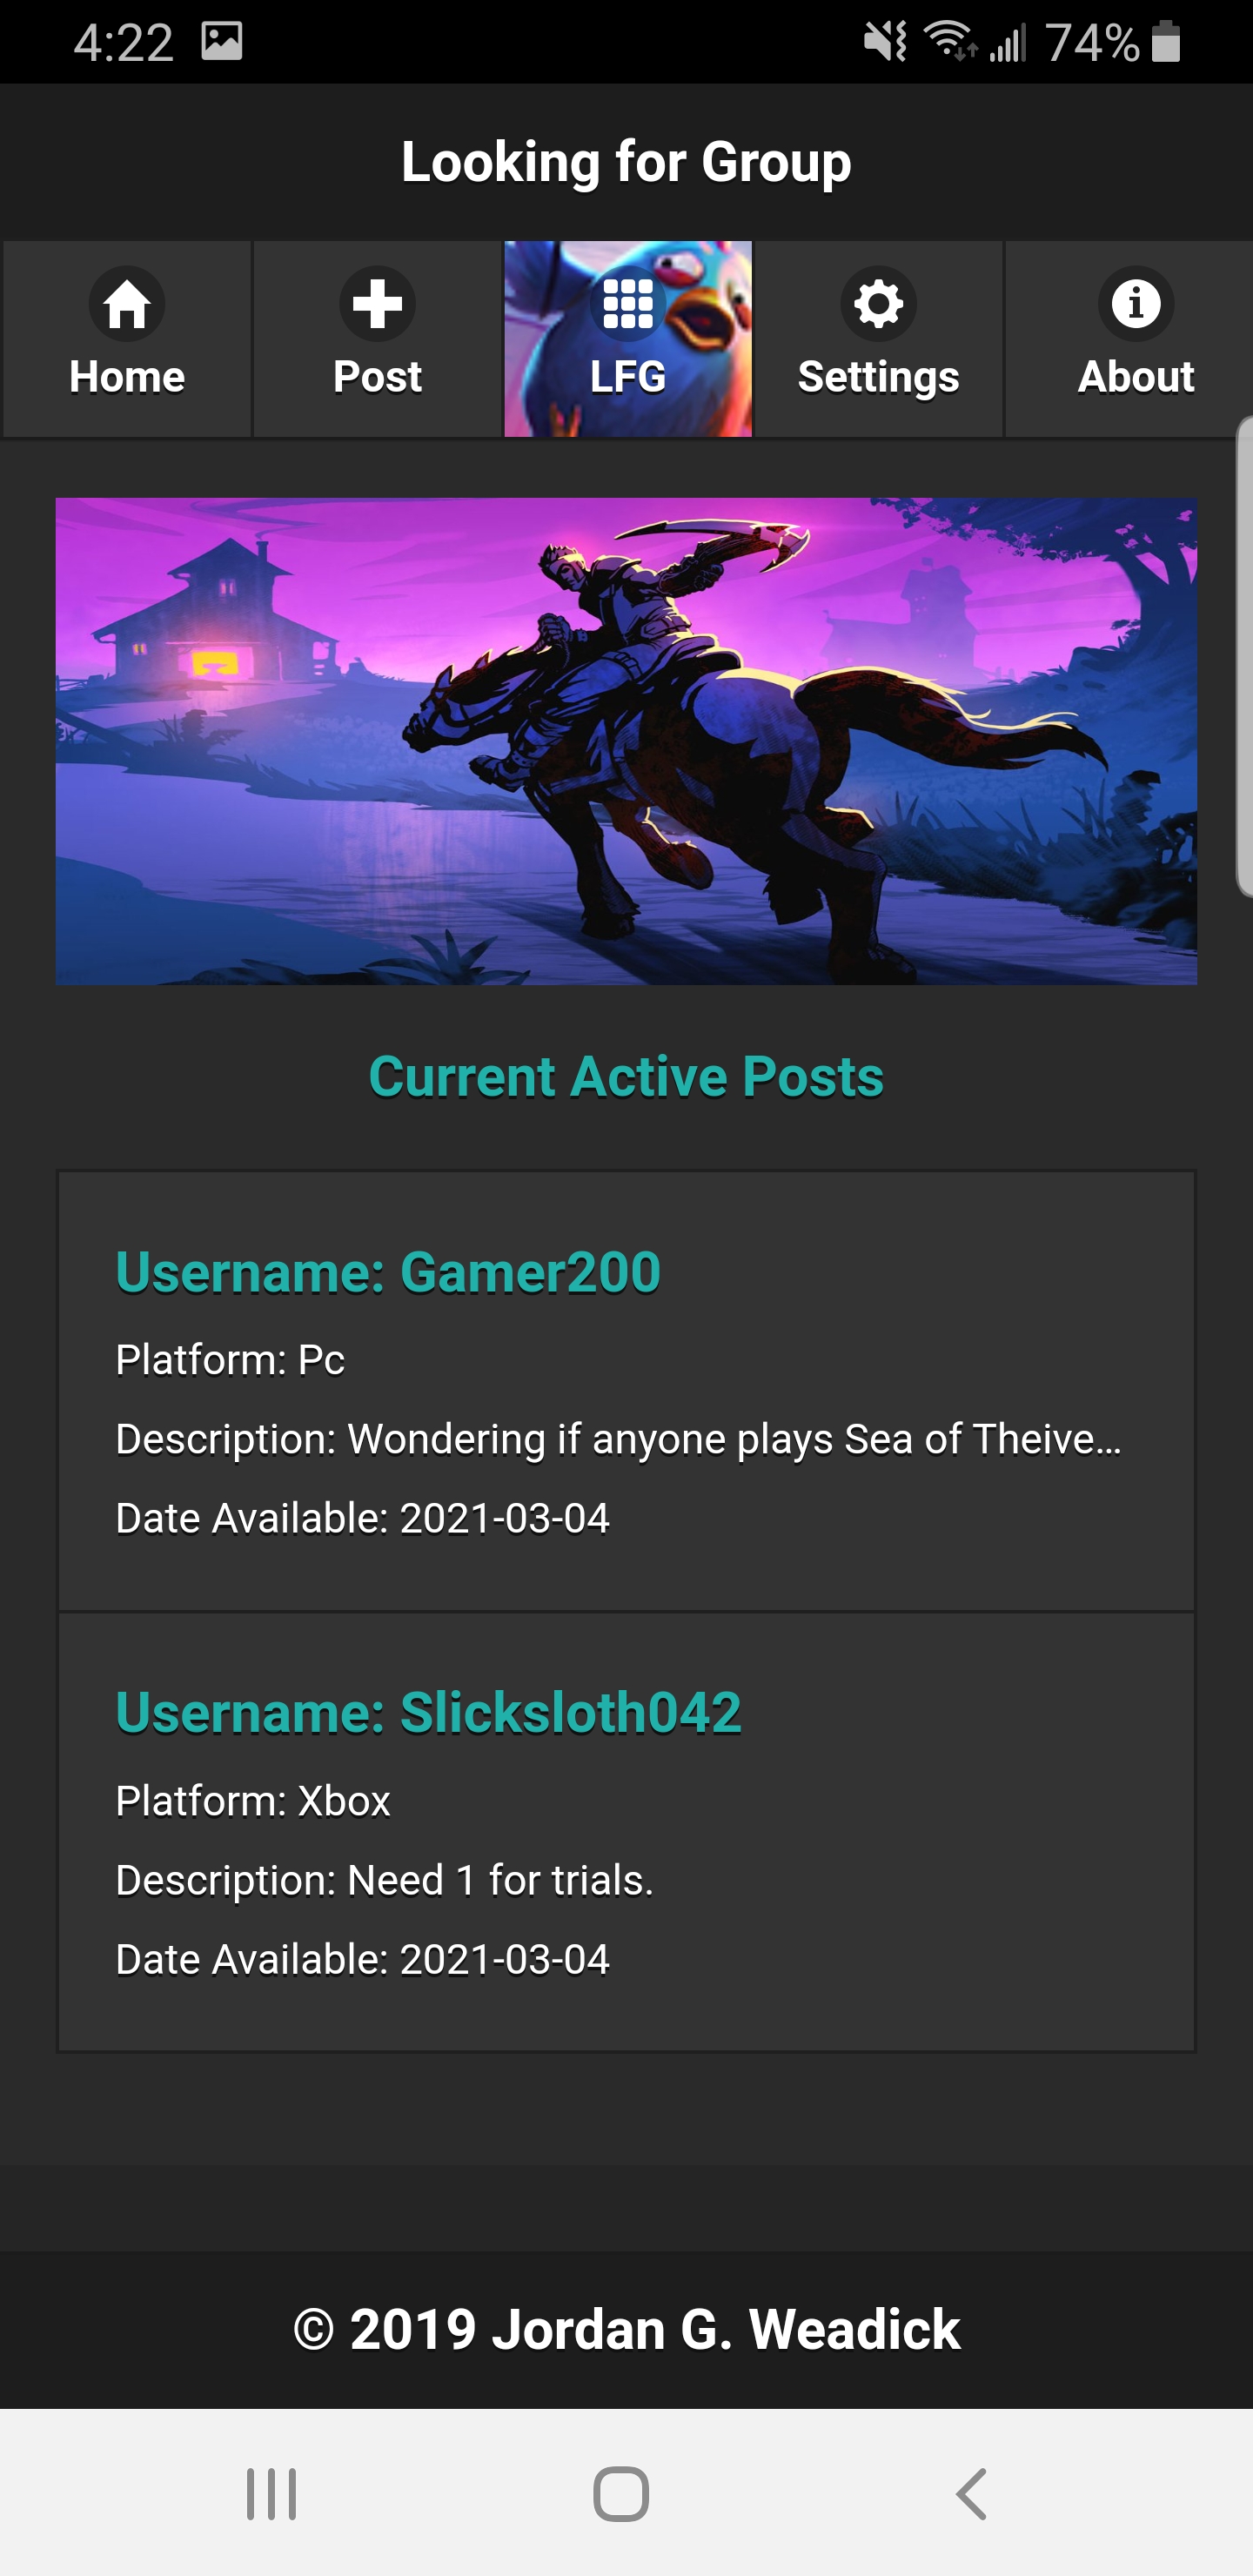 4:22 74%
Looking for Group
Home Post LFG Settings About
Current Active Posts
Username: Gamer200
Platform: Pc
Description: Wondering if anyone plays Sea of Theive...
Date Available: 2021-03-04
Username: Slicksloth042
Platform: Xbox
Description: Need 1 for trials.
Date Available: 2021-03-04
© 2019 Jordan G. Weadick